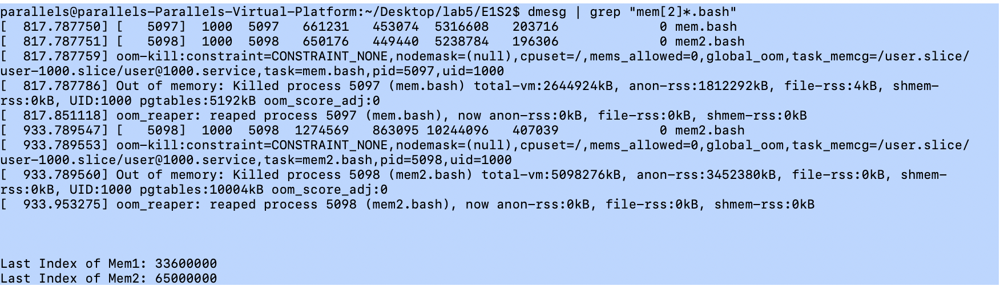 parallels@parallels-Parallels-Virtual-Platform:~/Desktop/lab5/E1S2$ dmesg | grep "mem[2]*.bash"
[  817.787750] [   5097]  1000  5097   661231   453074  5316608   203716             0 mem.bash
[  817.787751] [   5098]  1000  5098   650176   449440  5238784   196306             0 mem2.bash
[  817.787759] oom-kill:constraint=CONSTRAINT_NONE,nodemask=(null),cpuset=/,mems_allowed=0,global_oom,task_memcg=/user.slice/
user-1000.slice/user@1000.service,task=mem.bash,pid=5097,uid=1000
[  817.787786] Out of memory: Killed process 5097 (mem.bash) total-vm:2644924kB, anon-rss:1812292kB, file-rss:4kB, shmem-
rss:0kB, UID:1000 pgtables:5192kB oom_score_adj:0
[  817.851118] oom_reaper: reaped process 5097 (mem.bash), now anon-rss:0kB, file-rss:0kB, shmem-rss:0kB
[  933.789547] [   5098]  1000  5098  1274569   863095 10244096   407039             0 mem2.bash
[  933.789553] oom-kill:constraint=CONSTRAINT_NONE,nodemask=(null),cpuset=/,mems_allowed=0,global_oom,task_memcg=/user.slice/
user-1000.slice/user@1000.service,task=mem2.bash,pid=5098,uid=1000
[  933.789560] Out of memory: Killed process 5098 (mem2.bash) total-vm:5098276kB, anon-rss:3452380kB, file-rss:0kB, shmem-
rss:0kB, UID:1000 pgtables:10004kB oom_score_adj:0
[  933.953275] oom_reaper: reaped process 5098 (mem2.bash), now anon-rss:0kB, file-rss:0kB, shmem-rss:0kB
Last Index of Mem1: 33600000
Last Index of Mem2: 65000000